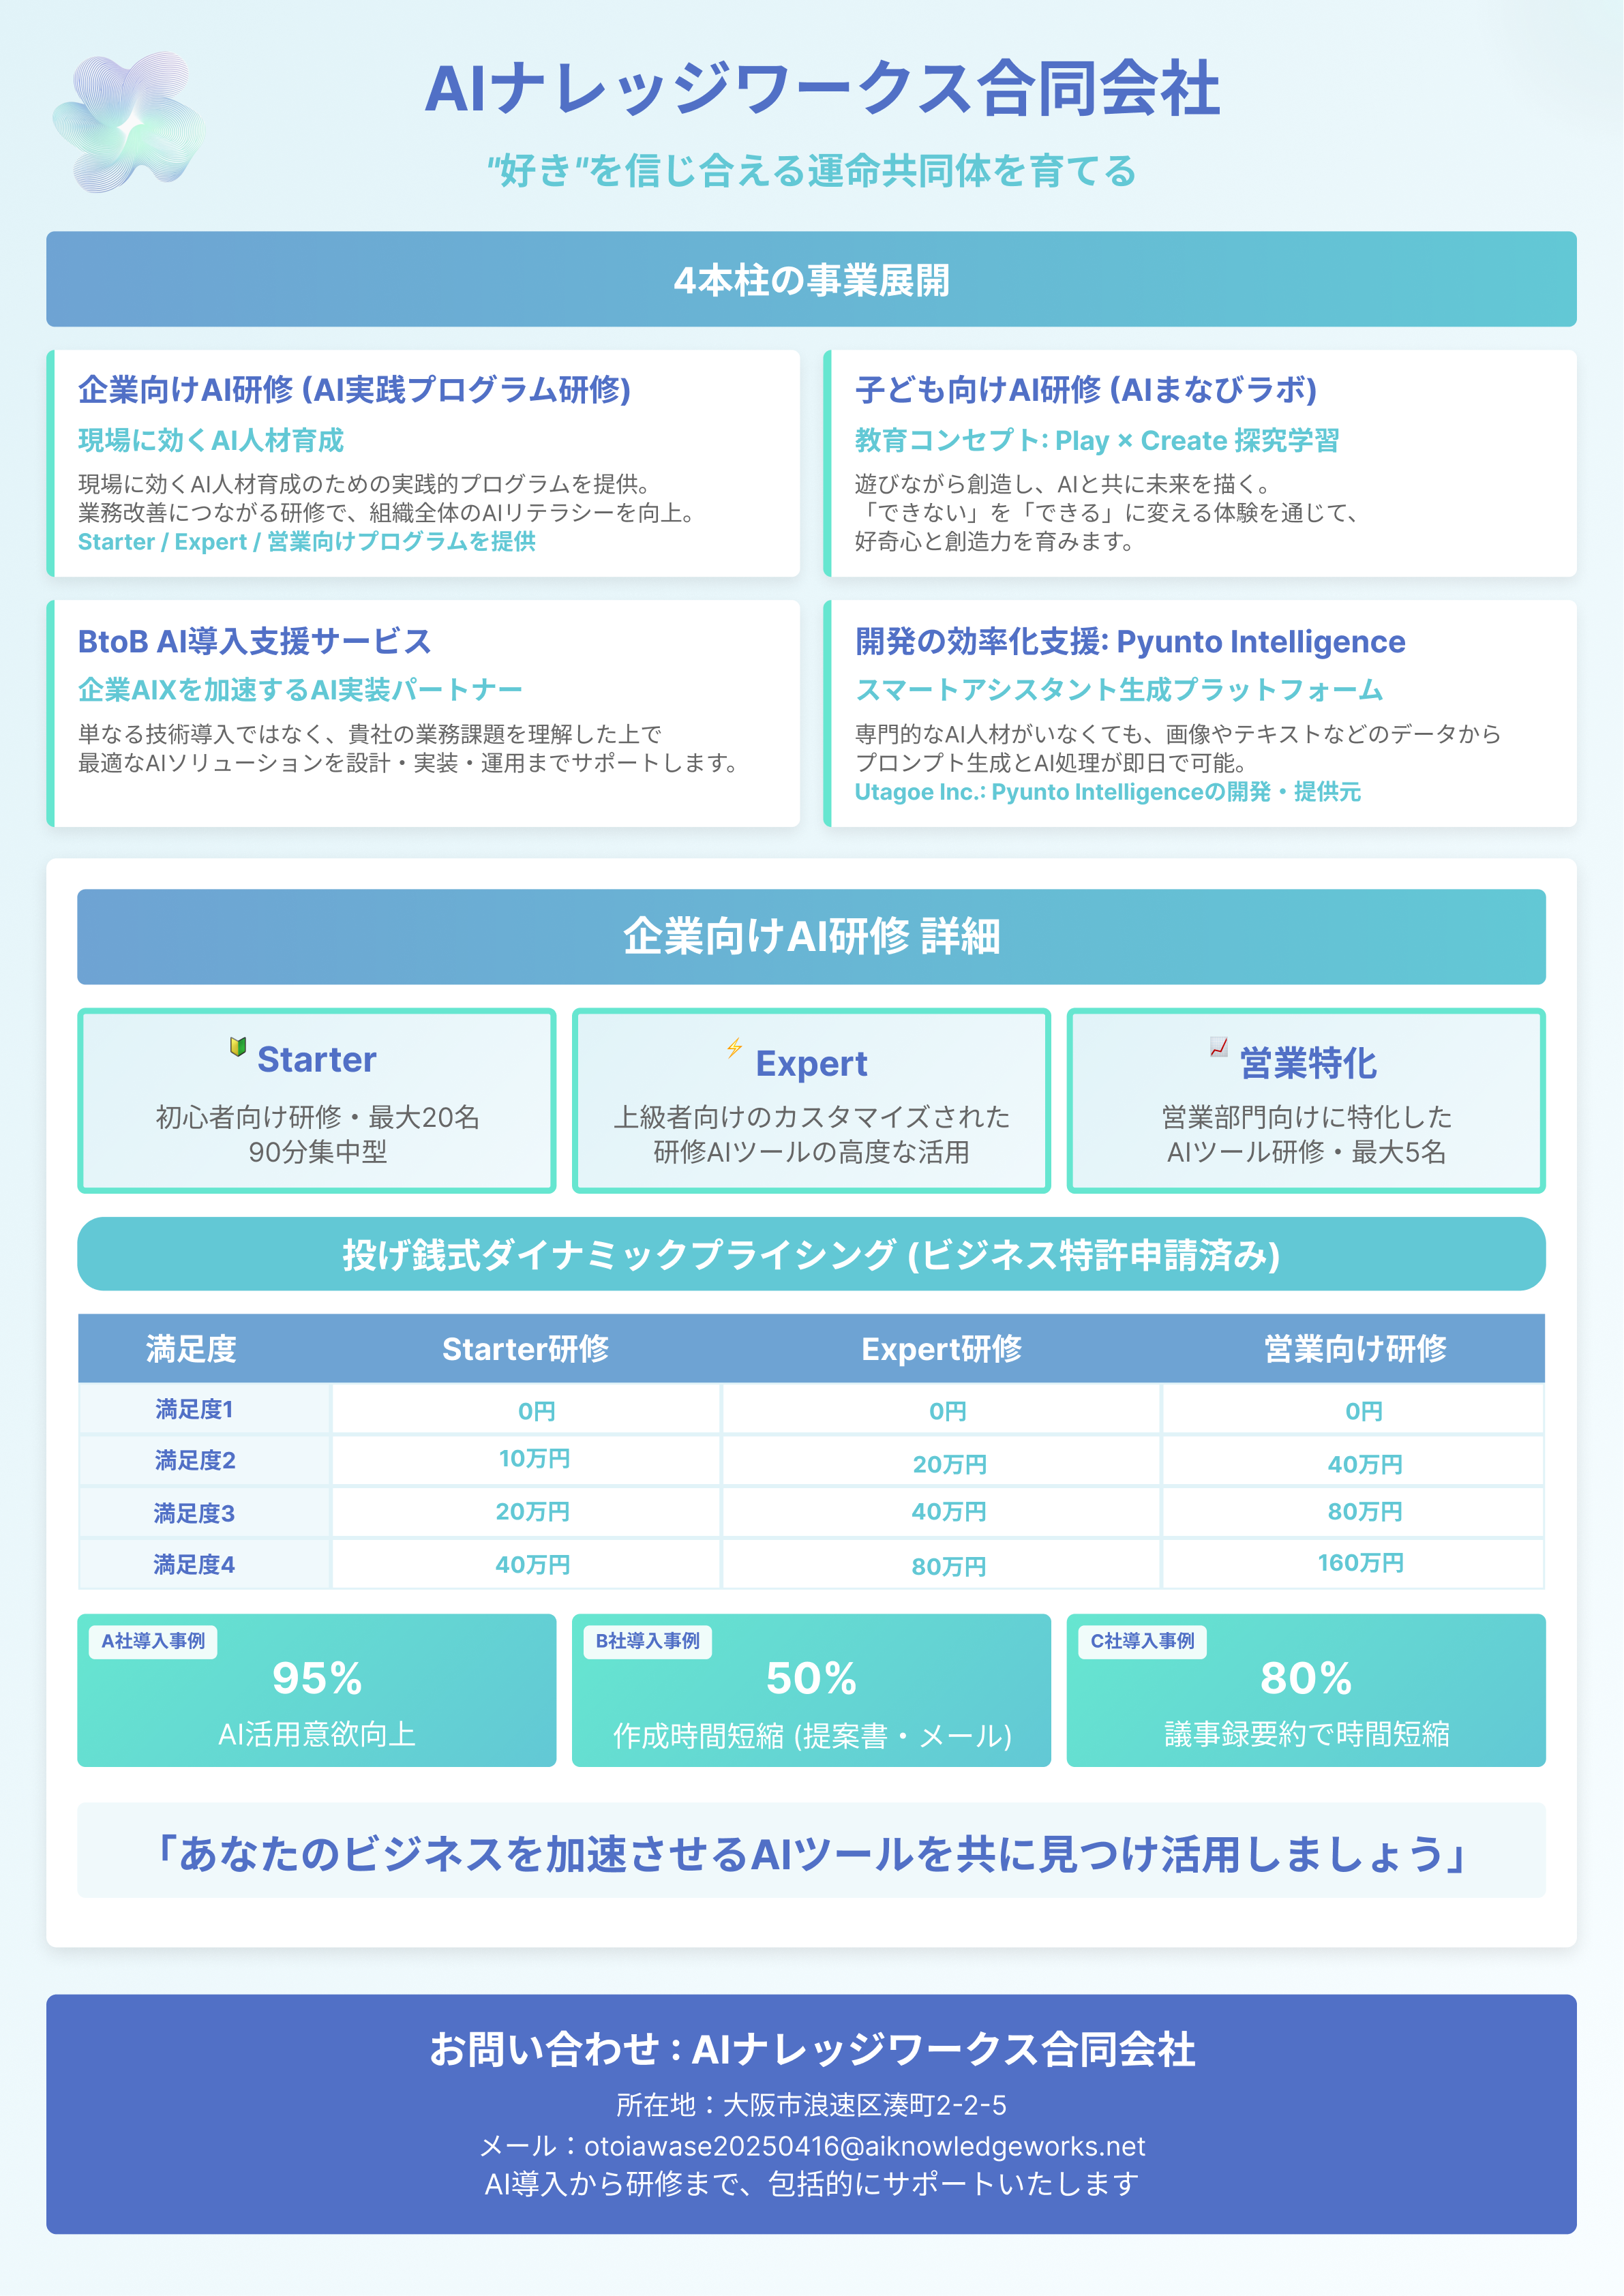 AIナレッジワークス合同会社
"好き"を信じ合える運命共同体を育てる
4本柱の事業展開
企業向けAI研修 (AI実践プログラム研修)
現場に効くAI人材育成
現場に効くAI人材育成のための実践的プログラムを提供。
業務改善につながる研修で、組織全体のAIリテラシーを向上。
Starter / Expert / 営業向けプログラムを提供
子ども向けAI研修 (AIまなびラボ)
教育コンセプト: Play × Create 探究学習
遊びながら創造し、AIと共に未来を描く。
「できない」を「できる」に変える体験を通じて、
好奇心と創造力を育みます。
BtoB AI導入支援サービス
企業AIXを加速するAI実装パートナー
単なる技術導入ではなく、貴社の業務課題を理解した上で
最適なAIソリューションを設計・実装・運用までサポートします。
開発の効率化支援: Pyunto Intelligence
スマートアシスタント生成プラットフォーム
専門的なAI人材がいなくても、画像やテキストなどのデータから
プロンプト生成とAI処理が即日で可能。
Utagoe Inc.: Pyunto Intelligenceの開発・提供元
企業向けAI研修 詳細
🔰 Starter
初心者向け研修・最大20名
90分集中型
⚡ Expert
上級者向けのカスタマイズされた
研修AIツールの高度な活用
📈 営業特化
営業部門向けに特化した
AIツール研修・最大5名
投げ銭式ダイナミックプライシング (ビジネス特許申請済み)
満足度 Starter研修 Expert研修 営業向け研修
満足度1 0円 0円 0円
満足度2 10万円 20万円 40万円
満足度3 20万円 40万円 80万円
満足度4 40万円 80万円 160万円
A社導入事例
95%
AI活用意欲向上
B社導入事例
50%
作成時間短縮 (提案書・メール)
C社導入事例
80%
議事録要約で時間短縮
「あなたのビジネスを加速させるAIツールを共に見つけ活用しましょう」
お問い合わせ : AIナレッジワークス合同会社
所在地：大阪市浪速区湊町2-2-5
メール：otoiawase20250416@aiknowledgeworks.net
AI導入から研修まで、包括的にサポートいたします